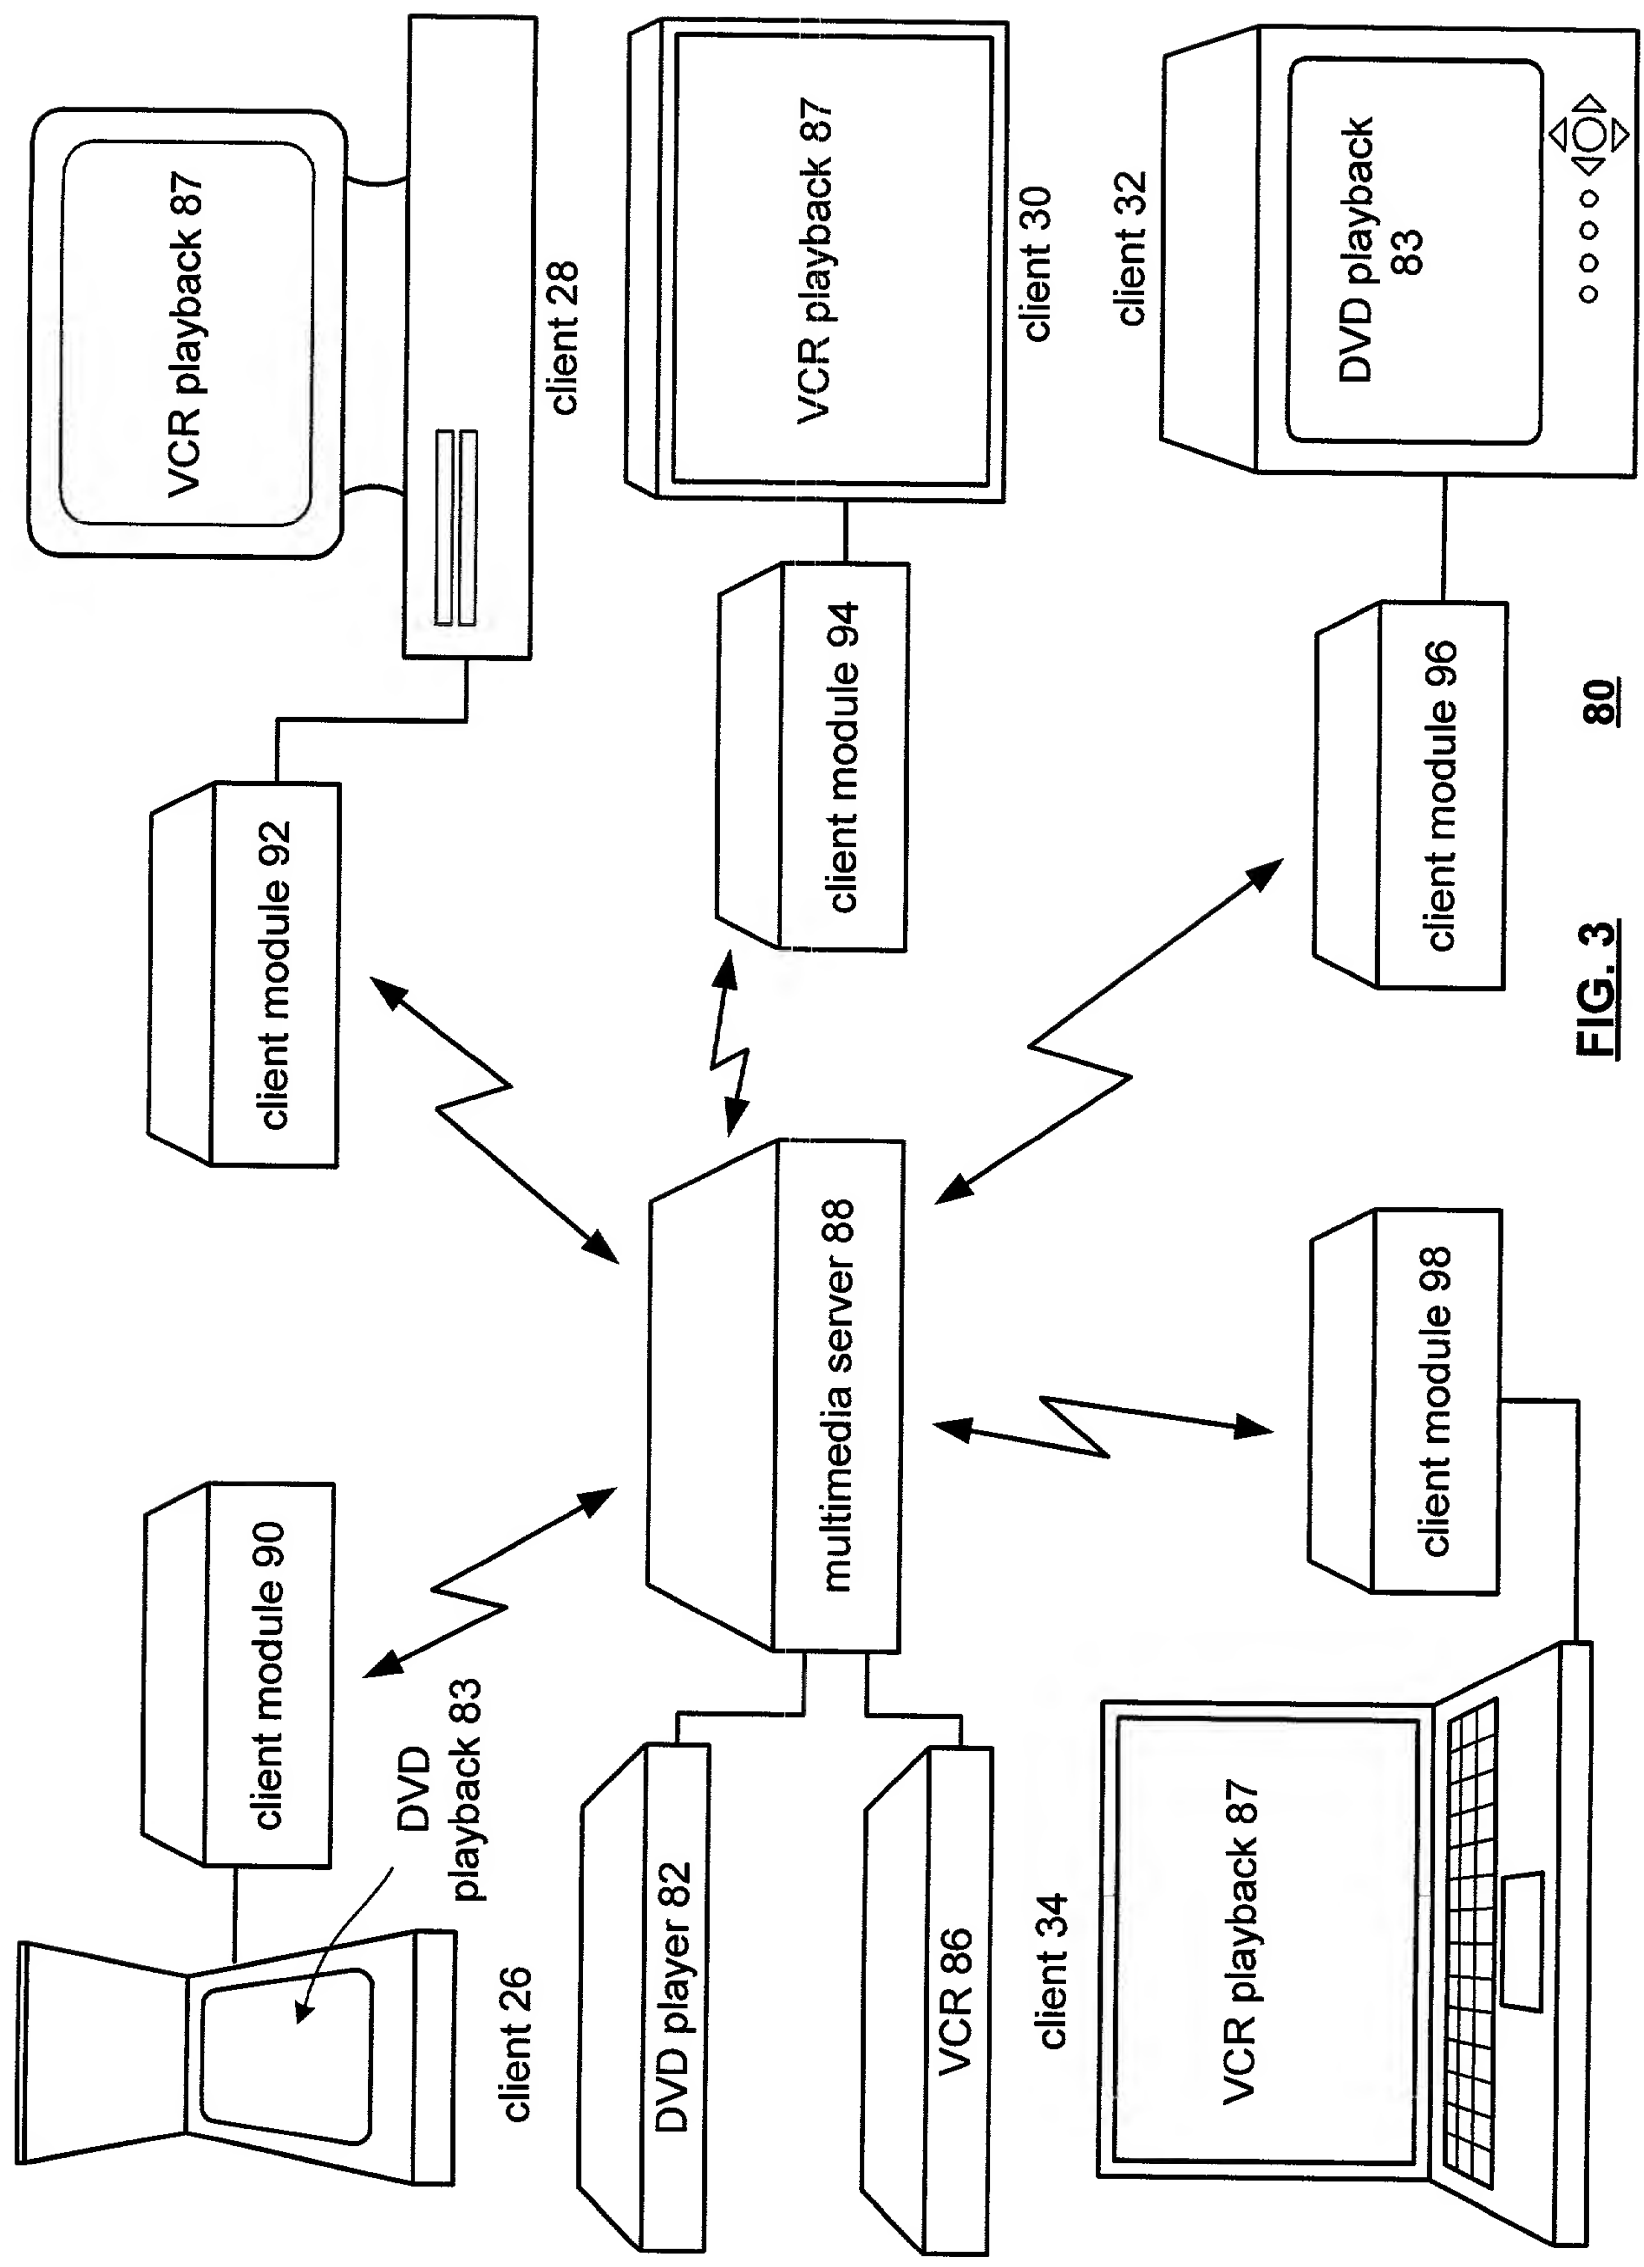 client module 90
DVD
playback 83
client 26
client module 92
VCR playback 87
client 28
DVD player 82
VCR 86
multimedia server 88
client module 94
VCR playback 87
client 30
client 34
VCR playback 87
client module 98
client module 96
client 32
DVD playback
83
FIG. 3
80